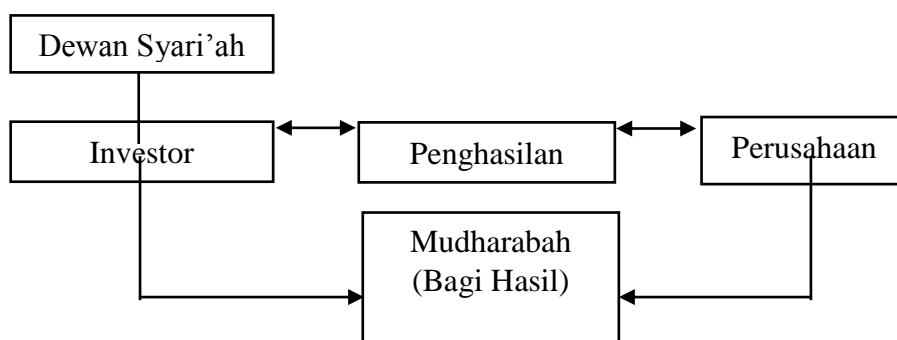 Dewan Syari’ah
Investor
Penghasilan
Perusahaan
Mudharabah
(Bagi Hasil)